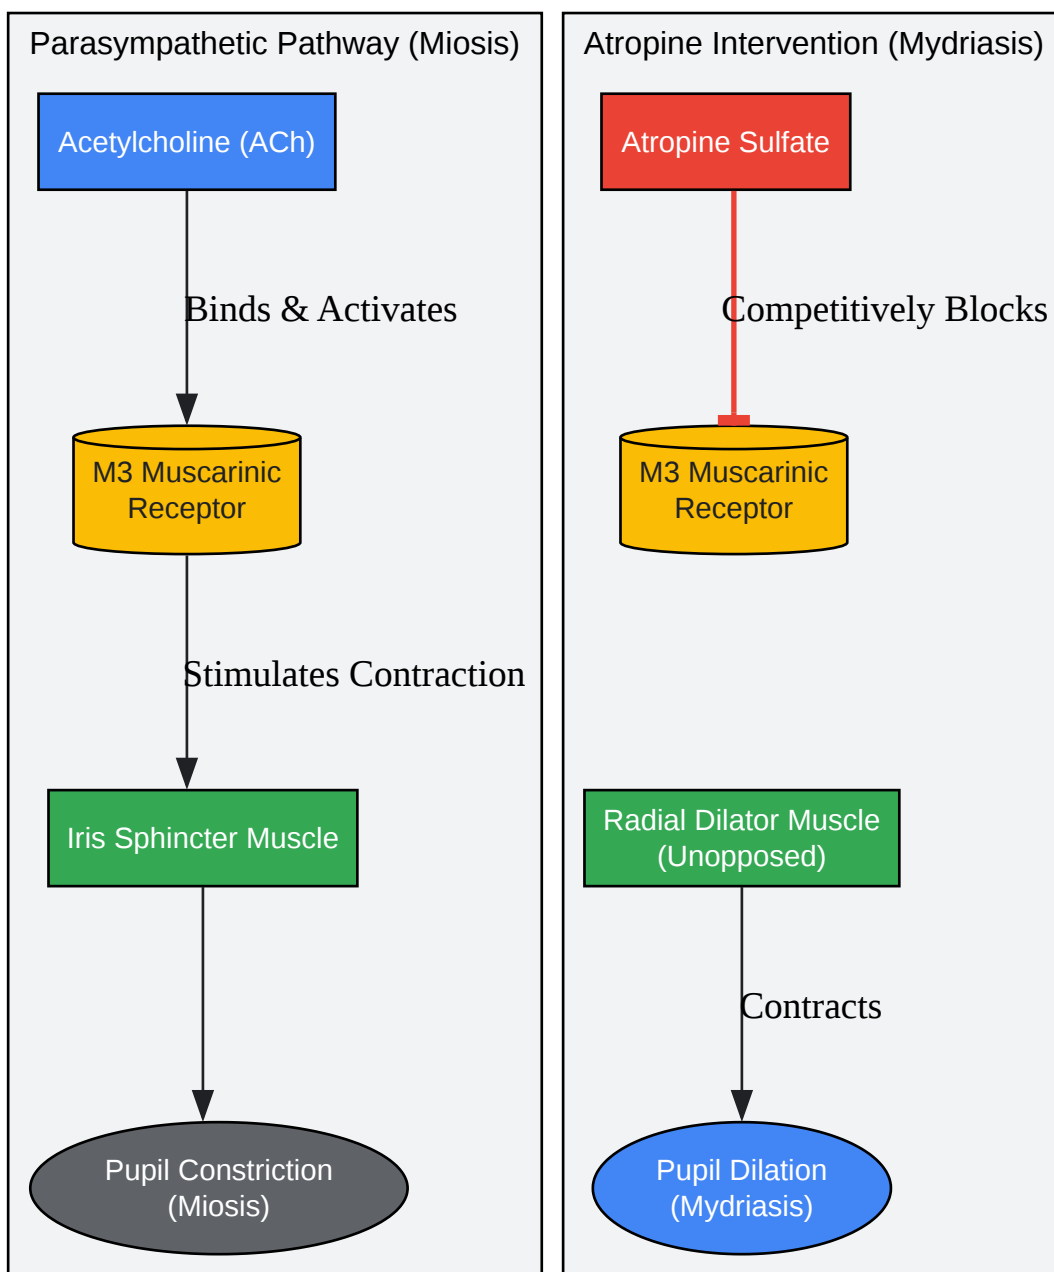 Parasympathetic Pathway (Miosis)
Acetylcholine (ACh)
Binds & Activates
M3 Muscarinic
Receptor
Stimulates Contraction
Iris Sphincter Muscle
Pupil Constriction
(Miosis)
Atropine Intervention (Mydriasis)
Atropine Sulfate
Competitively Blocks
M3 Muscarinic
Receptor
Radial Dilator Muscle
(Unopposed)
Contracts
Pupil Dilation
(Mydriasis)